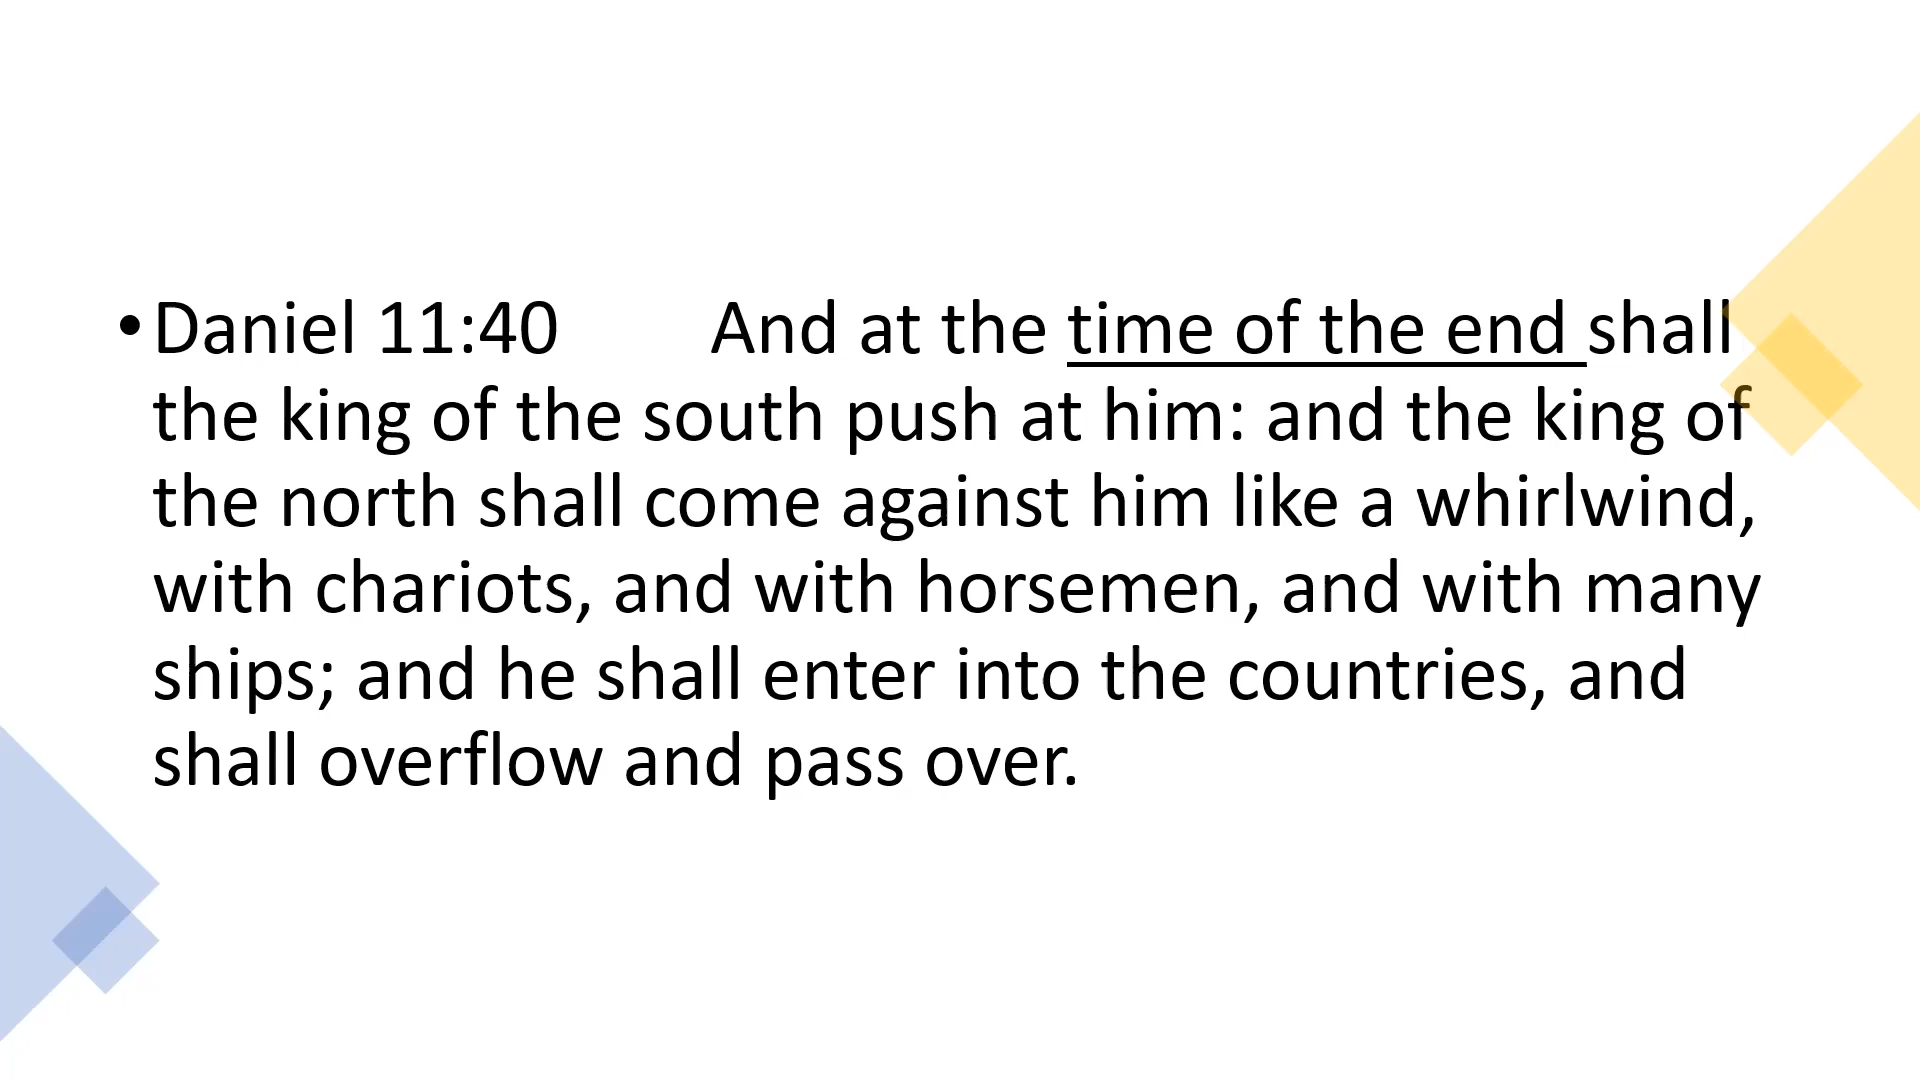 •Daniel 11:40 And at the time of the end shall
the king of the south push at him: and the king of
the north shall come against him like a whirlwind,
with chariots, and with horsemen, and with many
ships; and he shall enter into the countries, and
shall overflow and pass over.